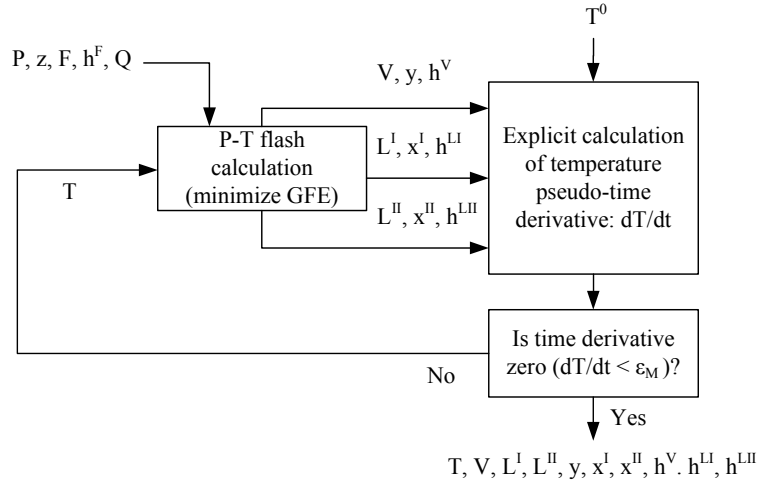 T⁰
P, z, F, hᶠ, Q
V, y, hⱽ
P-T flash
calculation
(minimize GFE)
Lᴵ, xᴵ, hᴸᴵ
Explicit calculation
of temperature
pseudo-time
derivative: dT/dt
T
Lᴵᴵ, xᴵᴵ, hᴸᴵᴵ
Is time derivative
zero (dT/dt < ε_M)?
No
Yes
T, V, Lᴵ, Lᴵᴵ, y, xᴵ, xᴵᴵ, hⱽ. hᴸᴵ, hᴸᴵᴵ